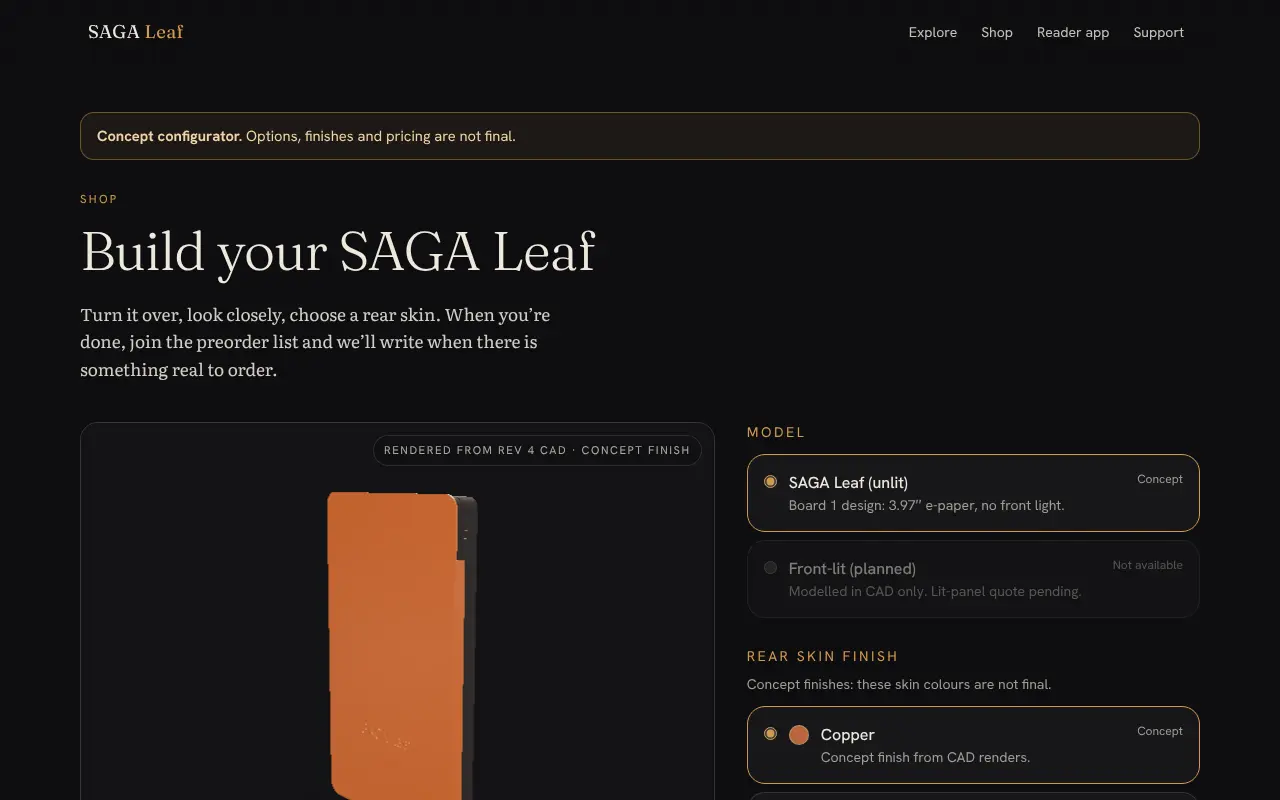 SAGA Leaf
Explore
Shop
Reader app
Support
Concept configurator. Options, finishes and pricing are not final.
SHOP
Build your SAGA Leaf
Turn it over, look closely, choose a rear skin. When you’re
done, join the preorder list and we’ll write when there is
something real to order.
RENDERED FROM REV 4 CAD · CONCEPT FINISH
MODEL
SAGA Leaf (unlit)
Concept
Board 1 design: 3.97″ e-paper, no front light.
Front-lit (planned)
Not available
Modelled in CAD only. Lit-panel quote pending.
REAR SKIN FINISH
Concept finishes: these skin colours are not final.
Copper
Concept
Concept finish from CAD renders.